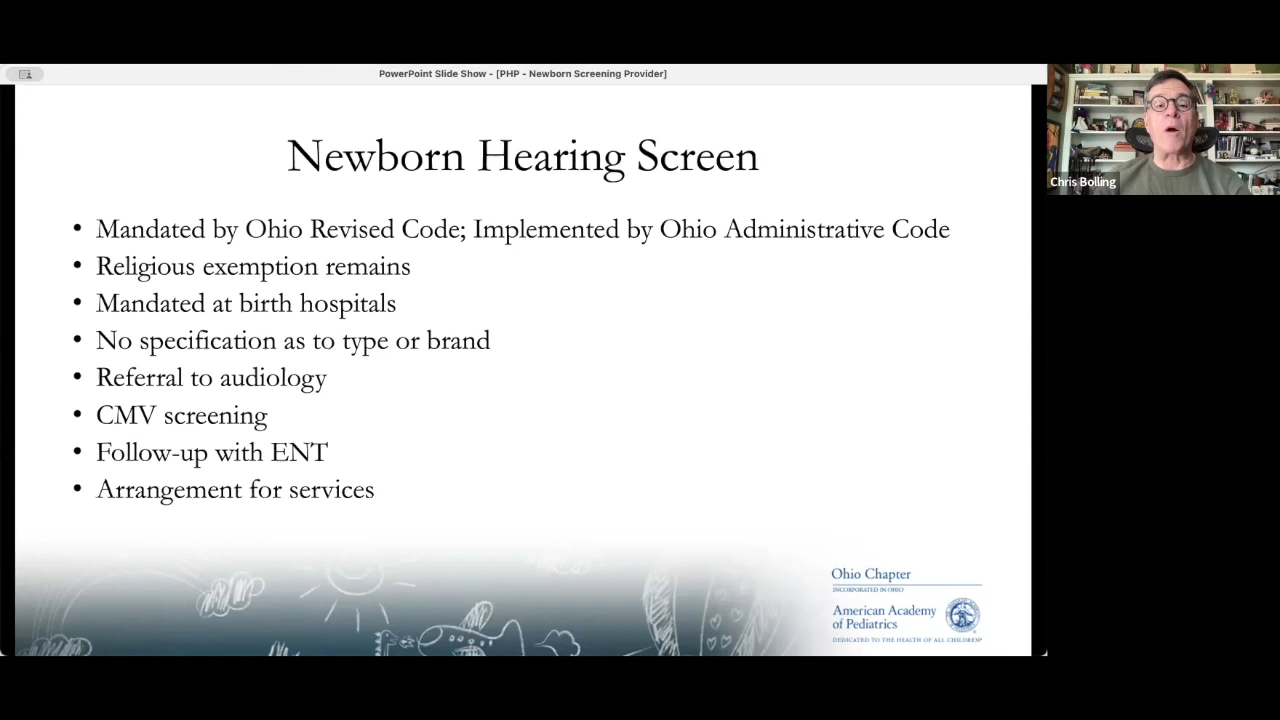 PowerPoint Slide Show - [PHP - Newborn Screening Provider]
Newborn Hearing Screen
• Mandated by Ohio Revised Code; Implemented by Ohio Administrative Code
• Religious exemption remains
• Mandated at birth hospitals
• No specification as to type or brand
• Referral to audiology
• CMV screening
• Follow-up with ENT
• Arrangement for services
Ohio Chapter
INCORPORATED IN OHIO
American Academy
of Pediatrics
DEDICATED TO THE HEALTH OF ALL CHILDREN®
Chris Bolling